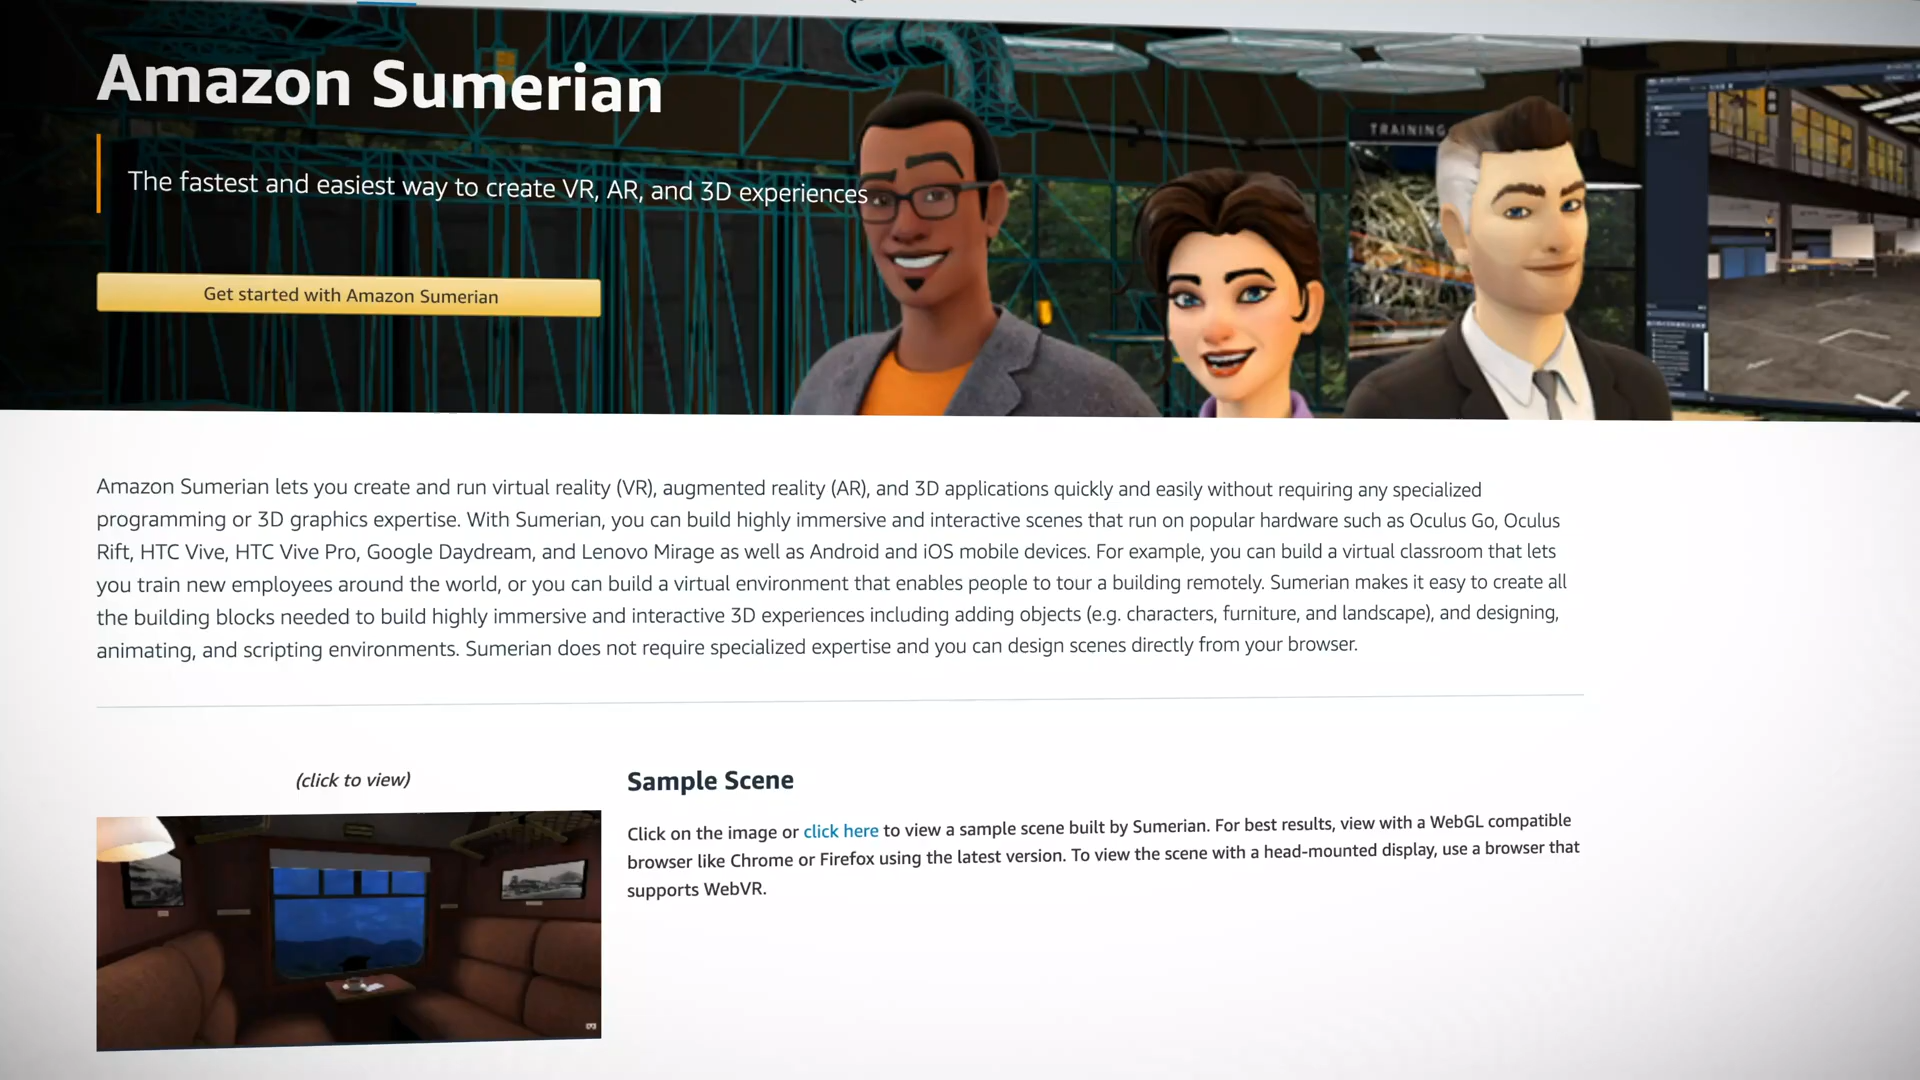 Amazon Sumerian
The fastest and easiest way to create VR, AR, and 3D experiences
Get started with Amazon Sumerian
TRAINING
Amazon Sumerian lets you create and run virtual reality (VR), augmented reality (AR), and 3D applications quickly and easily without requiring any specialized
programming or 3D graphics expertise. With Sumerian, you can build highly immersive and interactive scenes that run on popular hardware such as Oculus Go, Oculus
Rift, HTC Vive, HTC Vive Pro, Google Daydream, and Lenovo Mirage as well as Android and iOS mobile devices. For example, you can build a virtual classroom that lets
you train new employees around the world, or you can build a virtual environment that enables people to tour a building remotely. Sumerian makes it easy to create all
the building blocks needed to build highly immersive and interactive 3D experiences including adding objects (e.g. characters, furniture, and landscape), and designing,
animating, and scripting environments. Sumerian does not require specialized expertise and you can design scenes directly from your browser.
(click to view)
Sample Scene
Click on the image or click here to view a sample scene built by Sumerian. For best results, view with a WebGL compatible
browser like Chrome or Firefox using the latest version. To view the scene with a head-mounted display, use a browser that
supports WebVR.